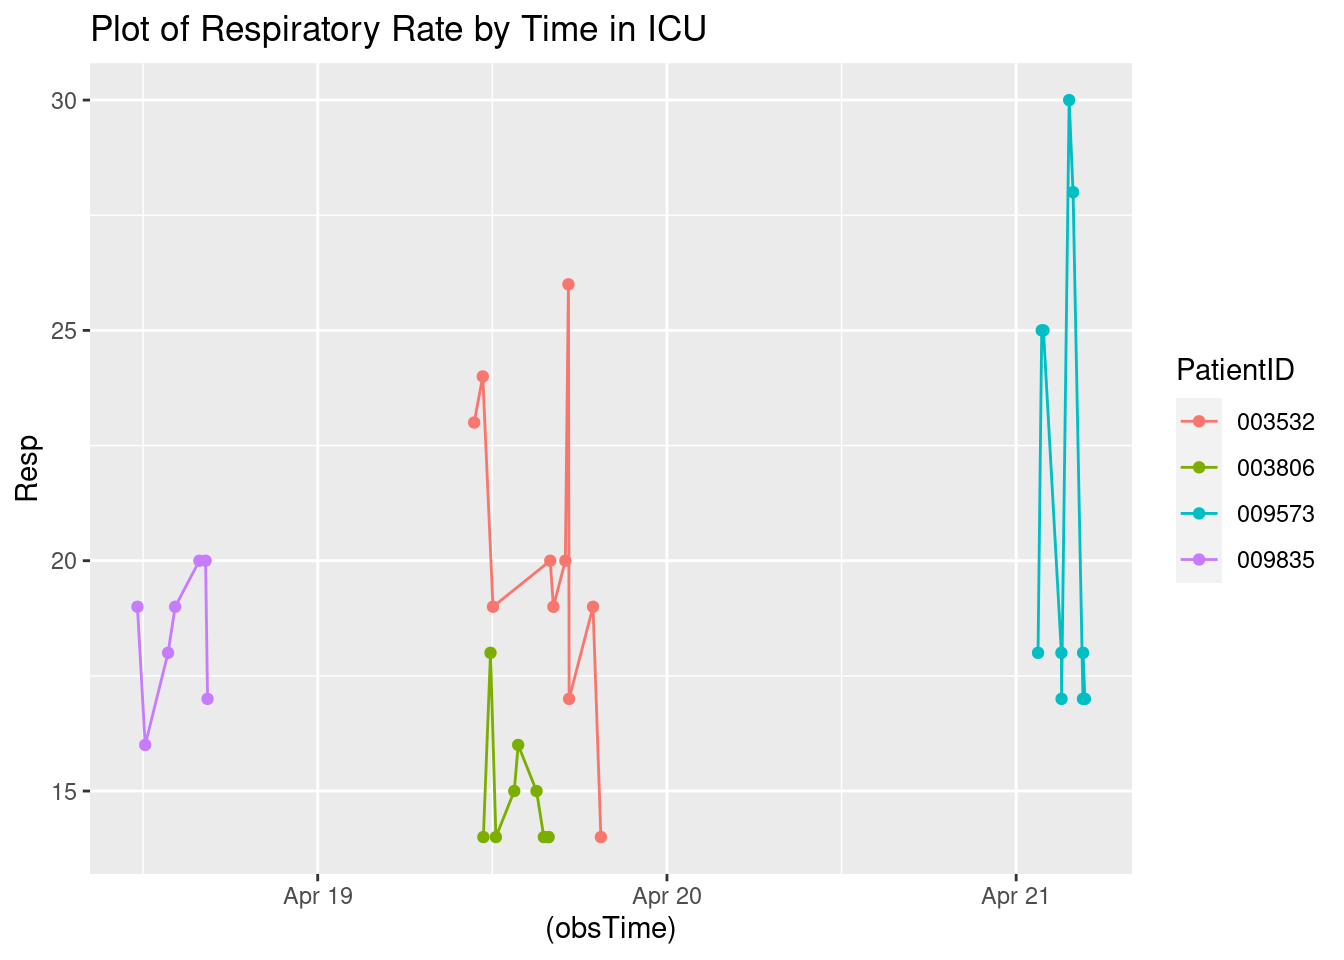 Plot of Respiratory Rate by Time in ICU
30
25
20
15
Resp
Apr 19
Apr 20
Apr 21
(obsTime)
PatientID
003532
003806
009573
009835